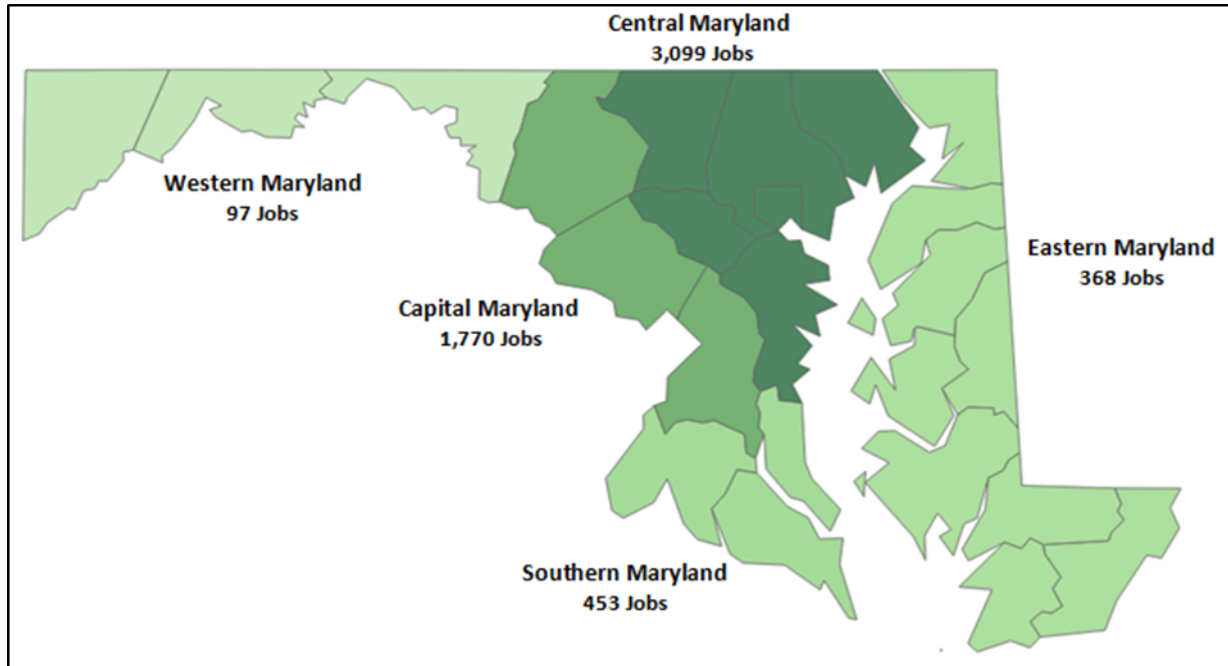 Central Maryland
3,099 Jobs
Western Maryland
97 Jobs
Eastern Maryland
368 Jobs
Capital Maryland
1,770 Jobs
Southern Maryland
453 Jobs